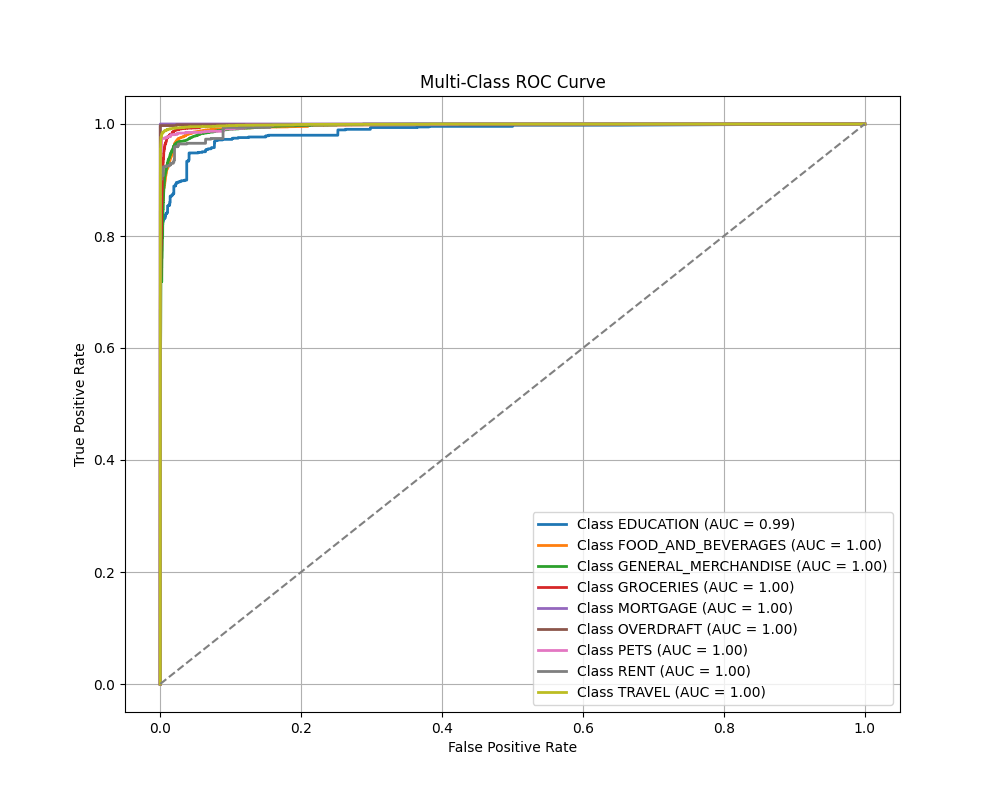 Multi-Class ROC Curve
True Positive Rate
1.0
0.8
0.6
0.4
0.2
0.0
Class EDUCATION (AUC = 0.99)
Class FOOD_AND_BEVERAGES (AUC = 1.00)
Class GENERAL_MERCHANDISE (AUC = 1.00)
Class GROCERIES (AUC = 1.00)
Class MORTGAGE (AUC = 1.00)
Class OVERDRAFT (AUC = 1.00)
Class PETS (AUC = 1.00)
Class RENT (AUC = 1.00)
Class TRAVEL (AUC = 1.00)
0.0 0.2 0.4 0.6 0.8 1.0
False Positive Rate